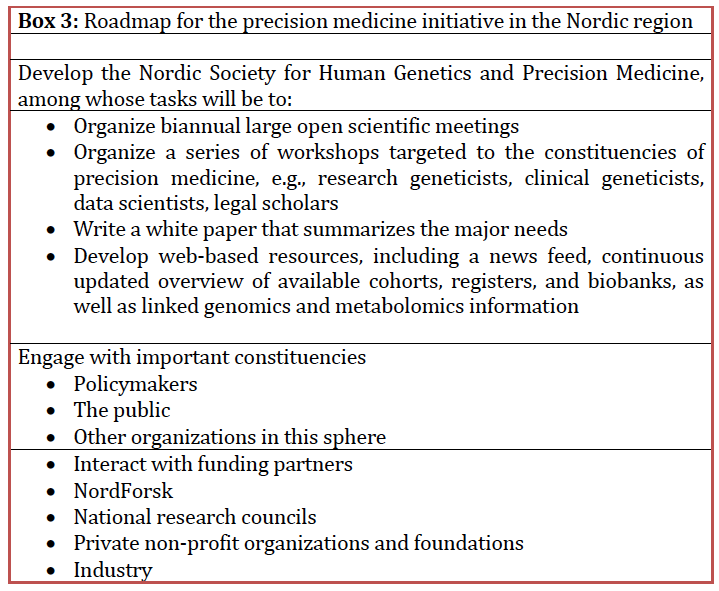 Box 3: Roadmap for the precision medicine initiative in the Nordic region
Develop the Nordic Society for Human Genetics and Precision Medicine,
among whose tasks will be to:
• Organize biannual large open scientific meetings
• Organize a series of workshops targeted to the constituencies of
precision medicine, e.g., research geneticists, clinical geneticists,
data scientists, legal scholars
• Write a white paper that summarizes the major needs
• Develop web-based resources, including a news feed, continuous
updated overview of available cohorts, registers, and biobanks, as
well as linked genomics and metabolomics information
Engage with important constituencies
• Policymakers
• The public
• Other organizations in this sphere
• Interact with funding partners
• NordForsk
• National research councils
• Private non-profit organizations and foundations
• Industry